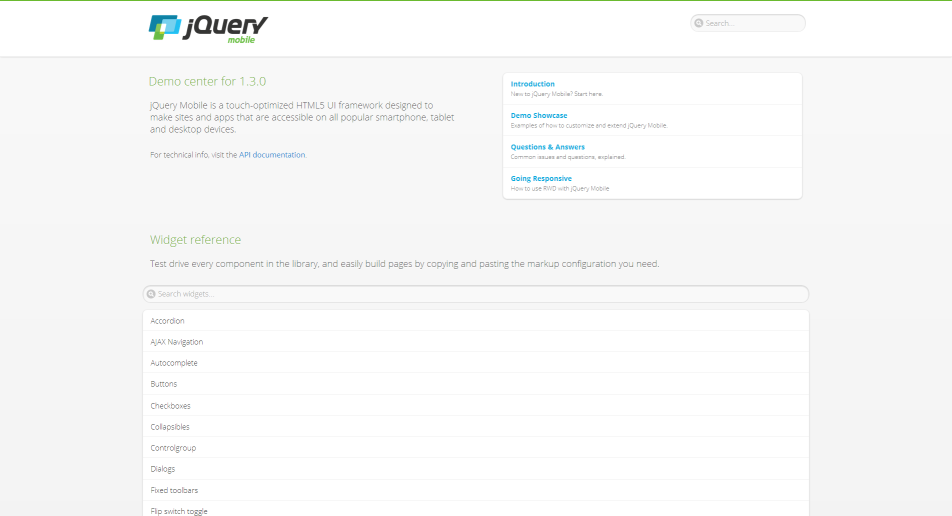 jQuery
mobile
Search...
Demo center for 1.3.0
jQuery Mobile is a touch-optimized HTML5 UI framework designed to
make sites and apps that are accessible on all popular smartphone, tablet
and desktop devices.
For technical info, visit the API documentation.
Introduction
New to jQuery Mobile? Start here.
Demo Showcase
Examples of how to customize and extend jQuery Mobile.
Questions & Answers
Common issues and questions, explained.
Going Responsive
How to use RWD with jQuery Mobile
Widget reference
Test drive every component in the library, and easily build pages by copying and pasting the markup configuration you need.
Search widgets...
Accordion
AJAX Navigation
Autocomplete
Buttons
Checkboxes
Collapsibles
Controlgroup
Dialogs
Fixed toolbars
Flip switch toggle